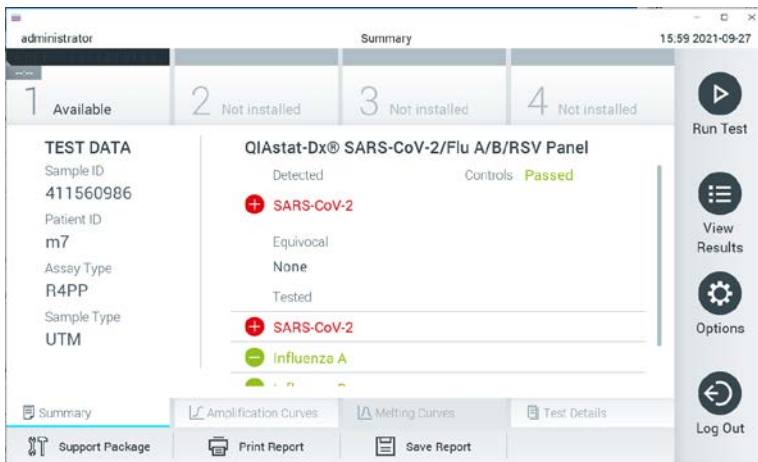 administrator
Summary
15:59 2021-09-27
1 Available
2 Not installed
3 Not installed
4 Not installed
Run Test
View
Results
Options
Log Out
TEST DATA
Sample ID
411560986
Patient ID
m7
Assay Type
R4PP
Sample Type
UTM
QIAstat-Dx® SARS-CoV-2/Flu A/B/RSV Panel
Detected
Controls Passed
SARS-CoV-2
Equivocal
None
Tested
SARS-CoV-2
Influenza A
Summary
Amplification Curves
Melting Curves
Test Details
Support Package
Print Report
Save Report